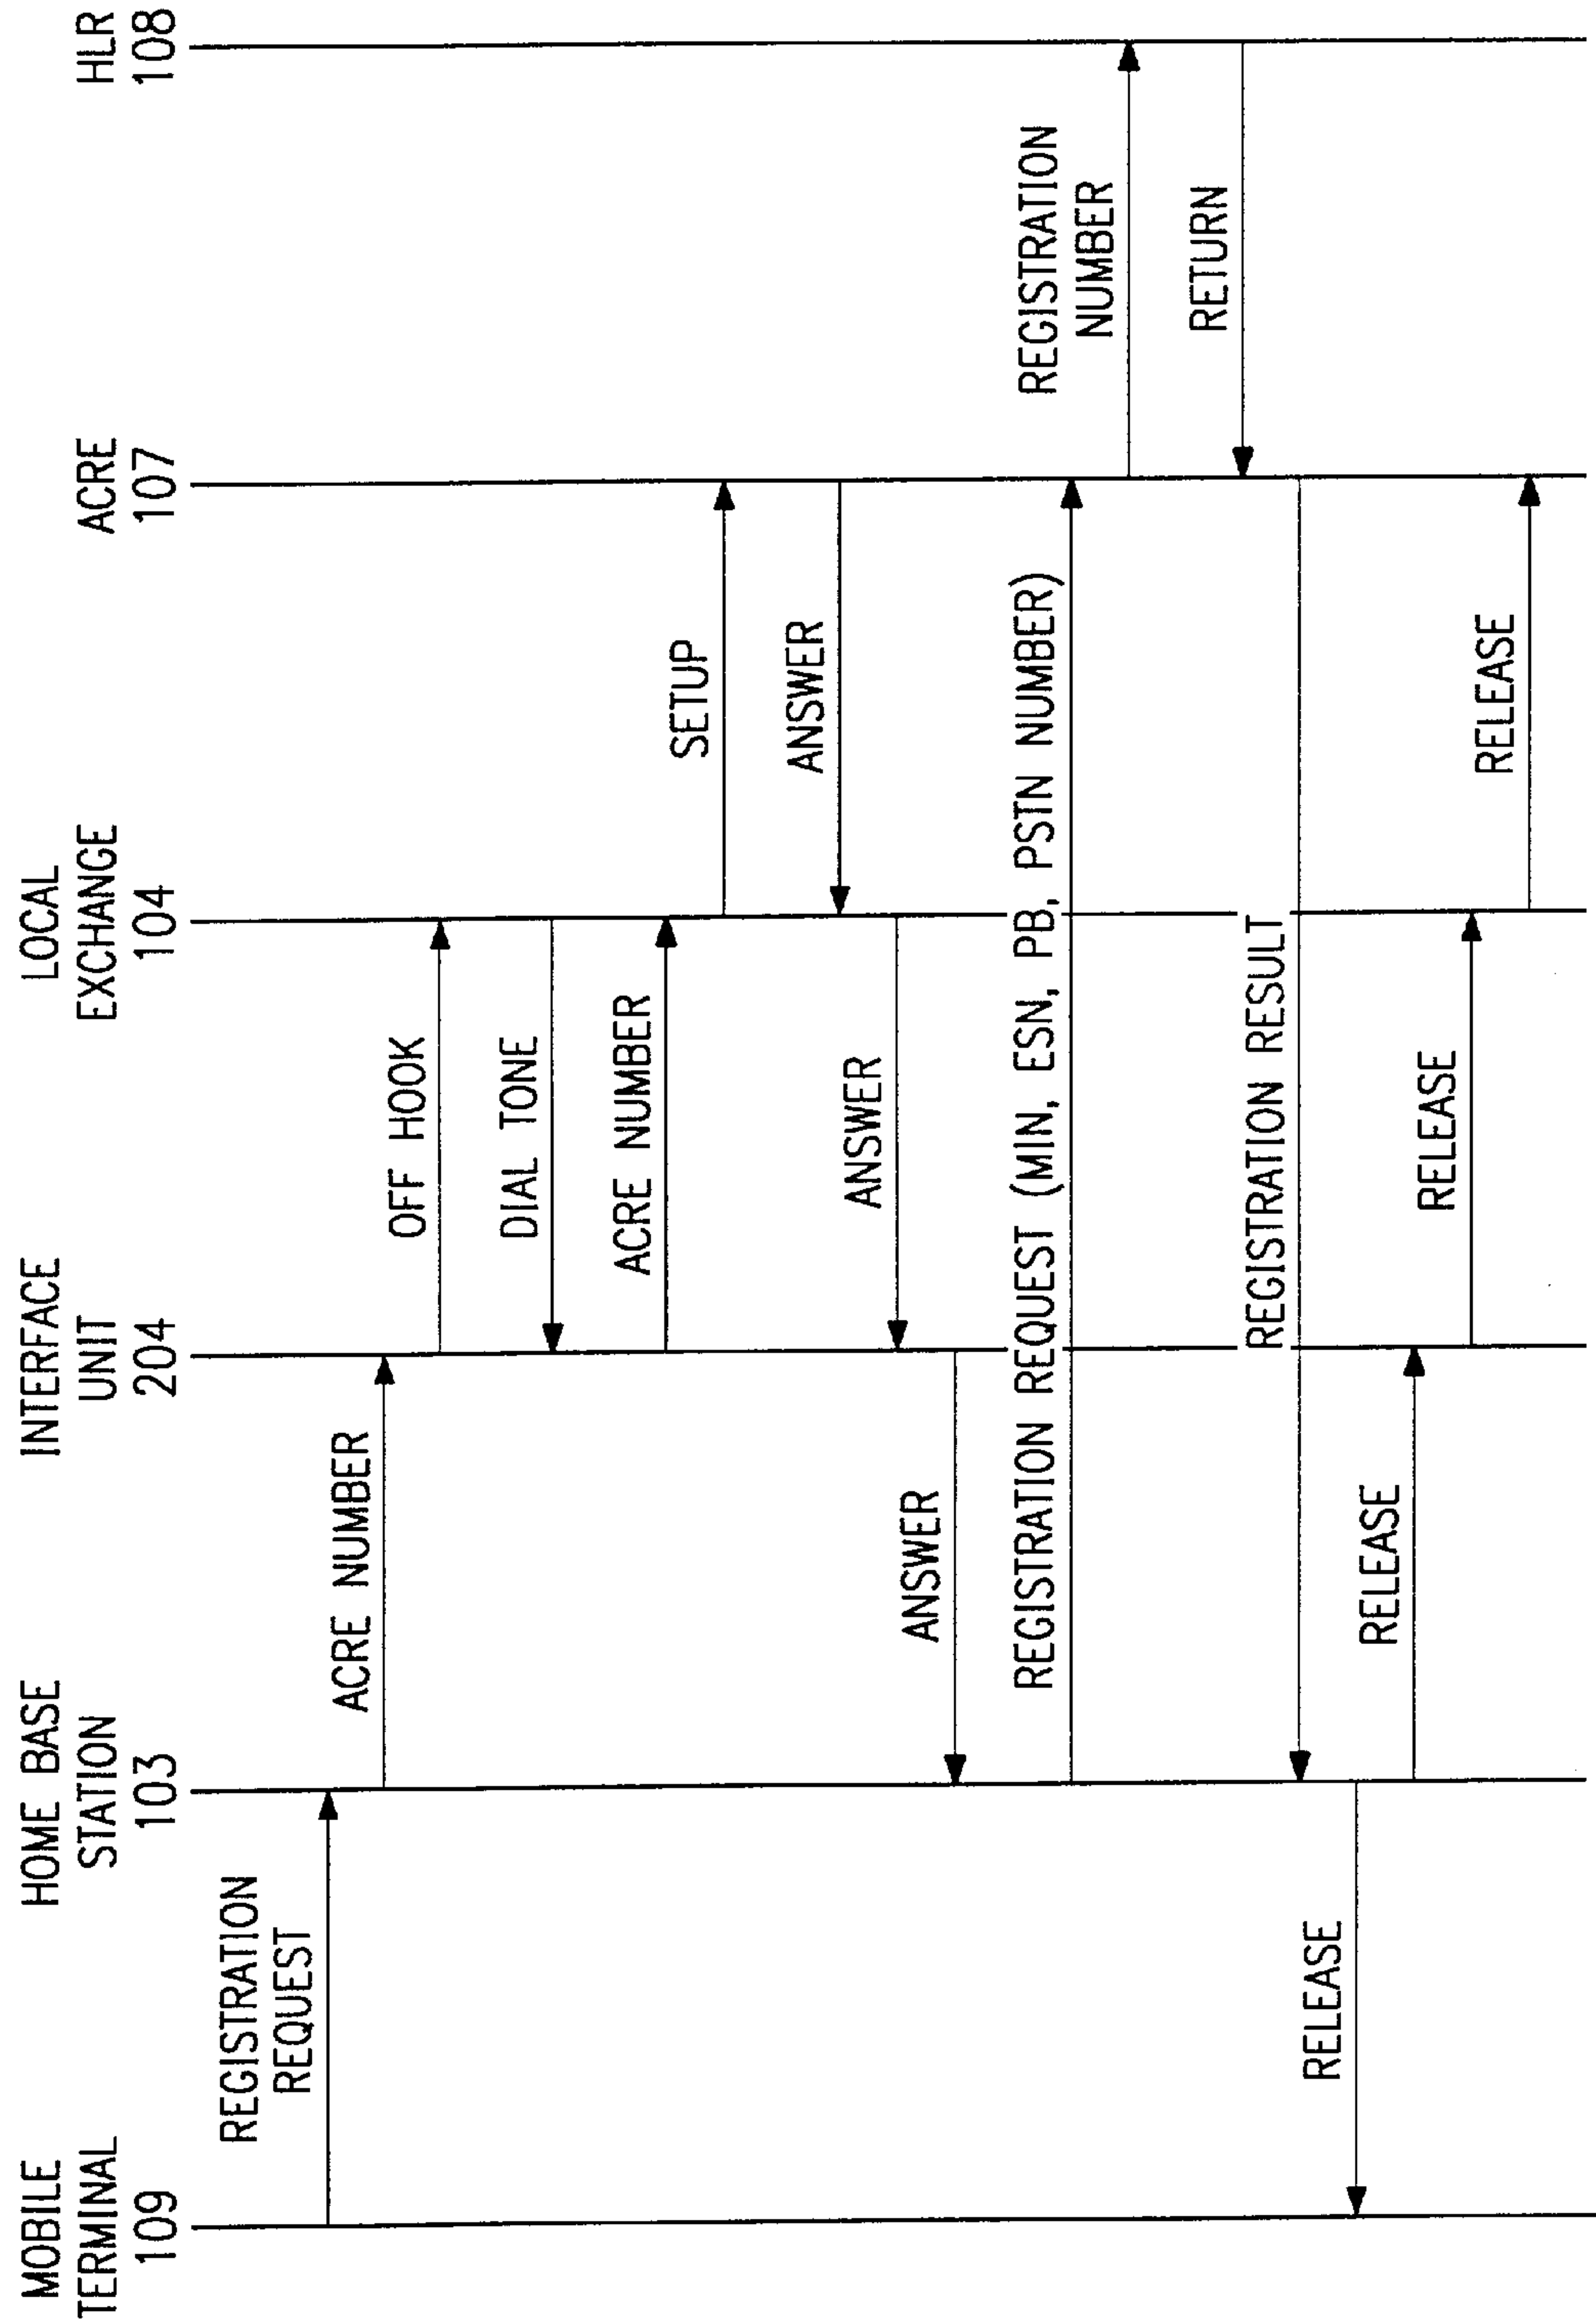 MOBILE
TERMINAL
109
HOME BASE
STATION
103
INTERFACE
UNIT
204
LOCAL
EXCHANGE
104
ACRE
107
HLR
108
REGISTRATION
REQUEST
ACRE NUMBER
OFF HOOK
DIAL TONE
ACRE NUMBER
SETUP
ANSWER
ANSWER
ANSWER
REGISTRATION REQUEST (MIN, ESN, PB, PSTN NUMBER)
REGISTRATION
NUMBER
RETURN
REGISTRATION RESULT
RELEASE
RELEASE
RELEASE
RELEASE